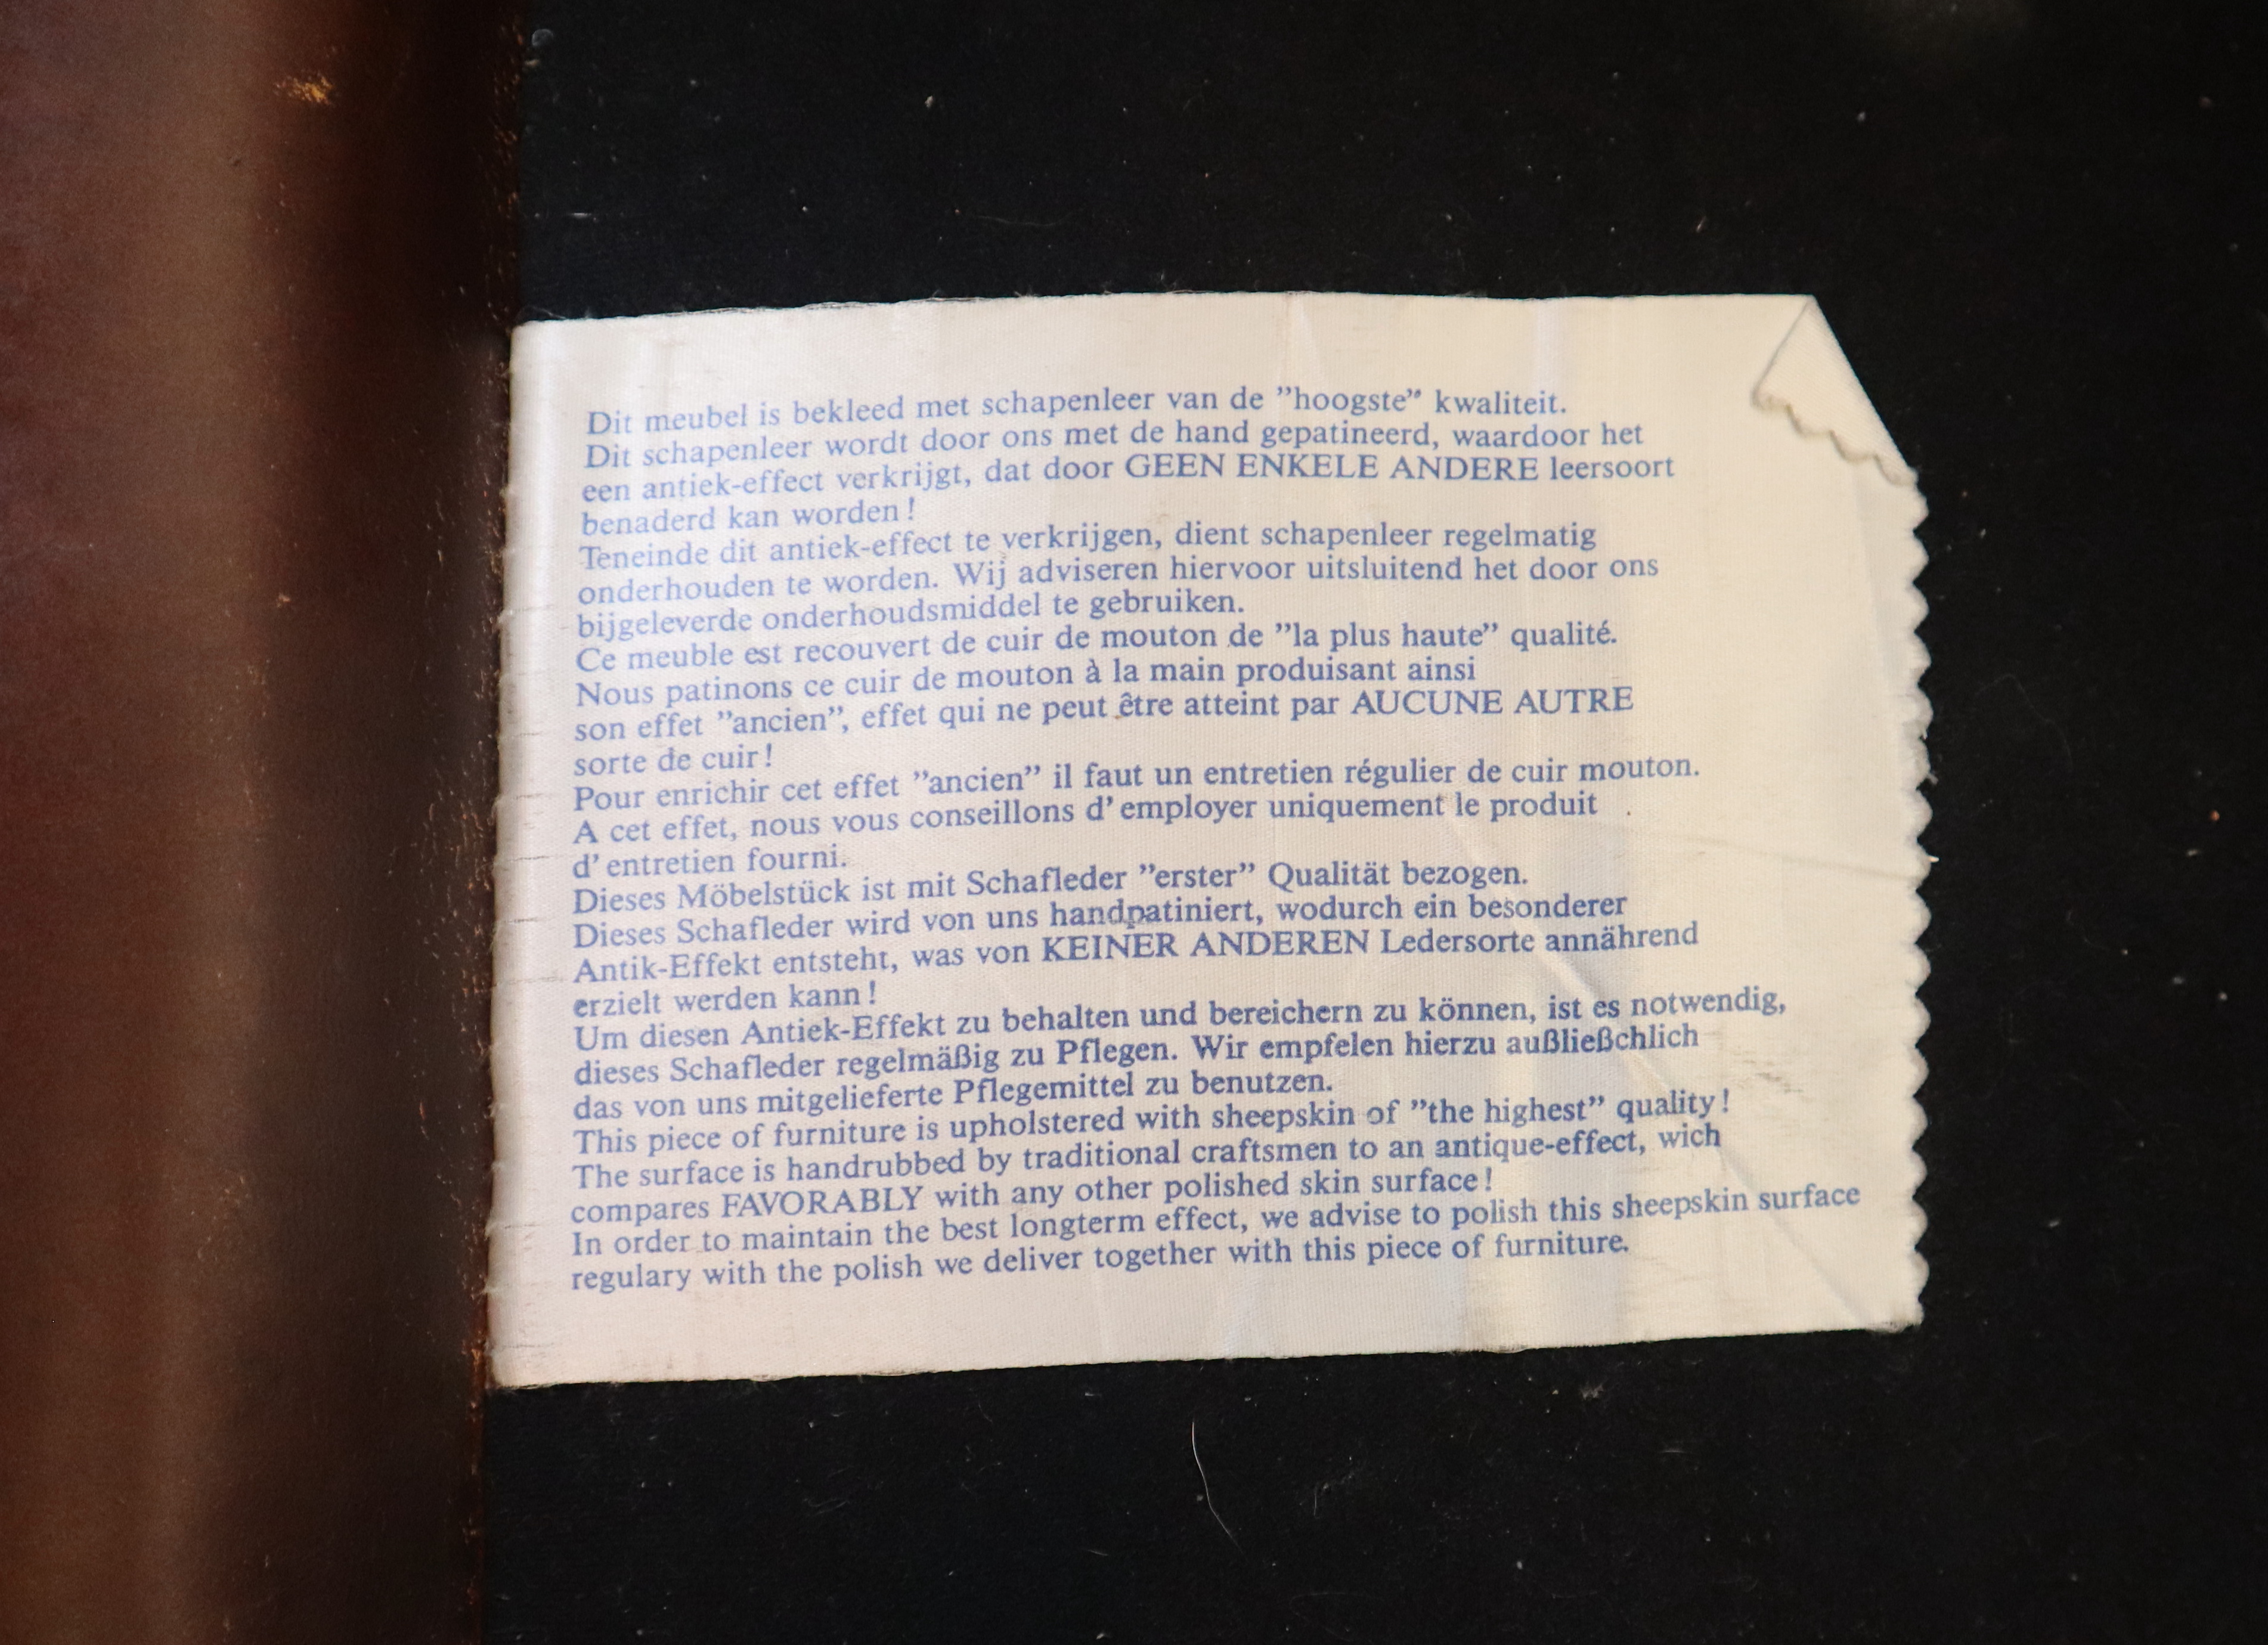 Dit meubel is bekleed met schapenleer van de ”hoogste” kwaliteit.
Dit schapenleer wordt door ons met de hand gepatineerd, waardoor het
een antiek-effect verkrijgt, dat door GEEN ENKELE ANDERE leersoort
benaderd kan worden!
Teneinde dit antiek-effect te verkrijgen, dient schapenleer regelmatig
onderhouden te worden. Wij adviseren hiervoor uitsluitend het door ons
bijgeleverde onderhoudsmiddel te gebruiken.
Ce meuble est recouvert de cuir de mouton de ”la plus haute” qualité.
Nous patinons ce cuir de mouton à la main produisant ainsi
son effet ”ancien”, effet qui ne peut être atteint par AUCUNE AUTRE
sorte de cuir!
Pour enrichir cet effet ”ancien” il faut un entretien régulier de cuir mouton.
A cet effet, nous vous conseillons d’employer uniquement le produit
d’entretien fourni.
Dieses Möbelstück ist mit Schafleder ”erster” Qualität bezogen.
Dieses Schafleder wird von uns handpatiniert, wodurch ein besonderer
Antik-Effekt entsteht, was von KEINER ANDEREN Ledersorte annährend
erzielt werden kann!
Um diesen Antiek-Effekt zu behalten und bereichern zu können, ist es notwendig,
dieses Schafleder regelmäßig zu Pflegen. Wir empfelen hierzu außließchlich
das von uns mitgelieferte Pflegemittel zu benutzen.
This piece of furniture is upholstered with sheepskin of ”the highest” quality!
The surface is handrubbed by traditional craftsmen to an antique-effect, wich
compares FAVORABLY with any other polished skin surface!
In order to maintain the best longterm effect, we advise to polish this sheepskin surface
regulary with the polish we deliver together with this piece of furniture.